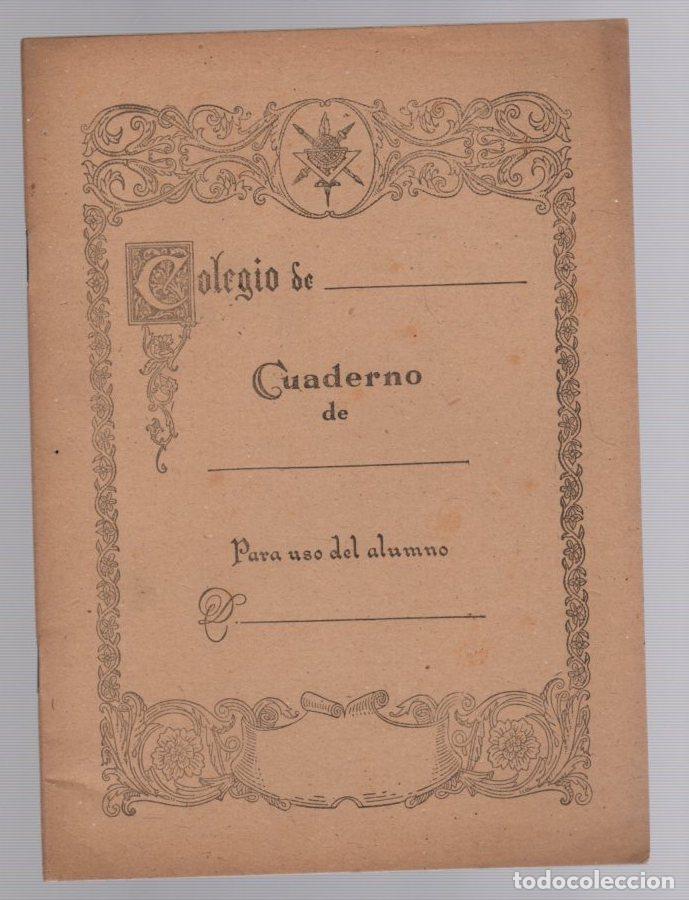 Colegio de
Cuaderno
de
Para uso del alumno
D.
todocoleccion